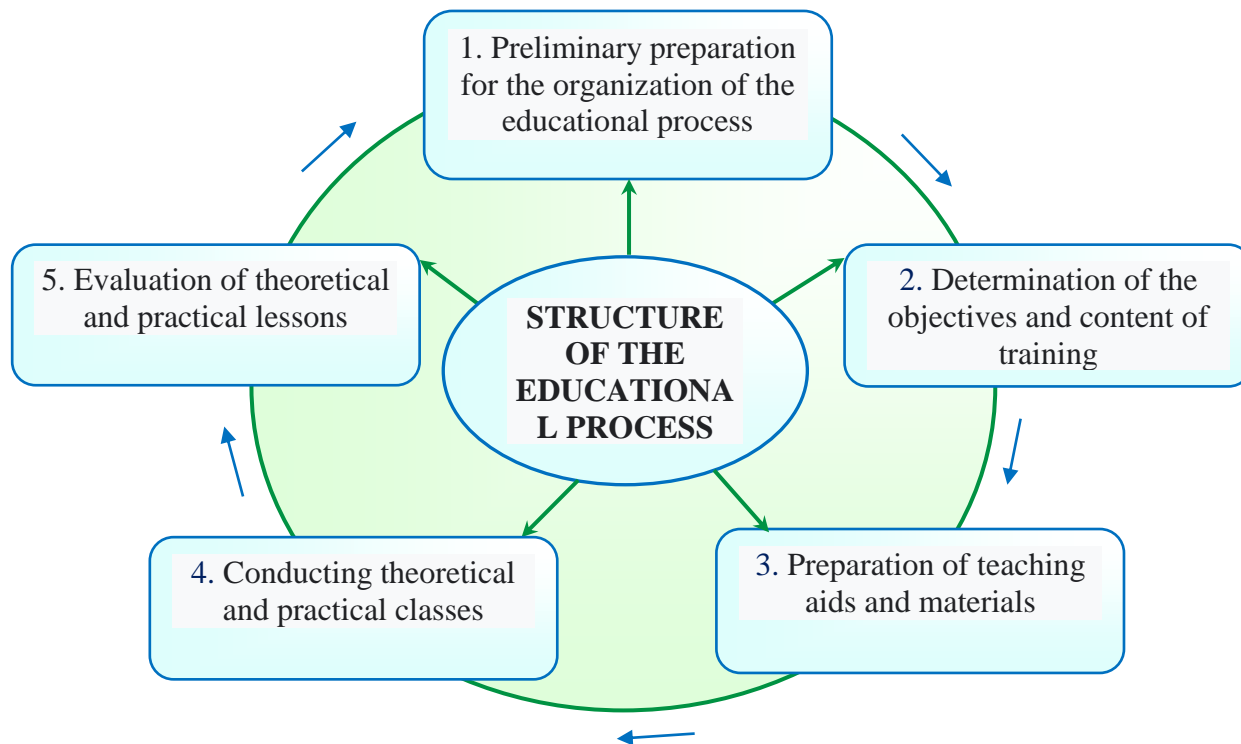 1. Preliminary preparation
for the organization of the
educational process
2. Determination of the
objectives and content of
training
3. Preparation of teaching
aids and materials
4. Conducting theoretical
and practical classes
5. Evaluation of theoretical
and practical lessons
STRUCTURE
OF THE
EDUCATIONA
L PROCESS